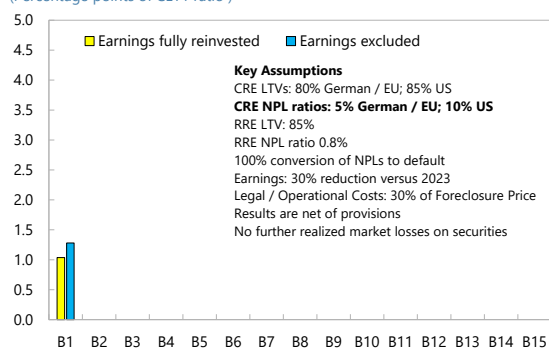 5.0
Earnings fully reinvested Earnings excluded
4.5
Key Assumptions
4.0
CRE LTVs: 80% German / EU; 85% US
CRE NPL ratios: 5% German / EU; 10% US
3.5
RRE LTV: 85%
3.0
RRE NPL ratio 0.8%
100% conversion of NPLs to default
2.5
Earnings: 30% reduction versus 2023
2.0
Legal / Operational Costs: 30% of Foreclosure Price
Results are net of provisions
1.5
No further realized market losses on securities
1.0
0.5
0.0
B1 B2 B3 B4 B5 B6 B7 B8 B9 B10 B11 B12 B13 B14 B15